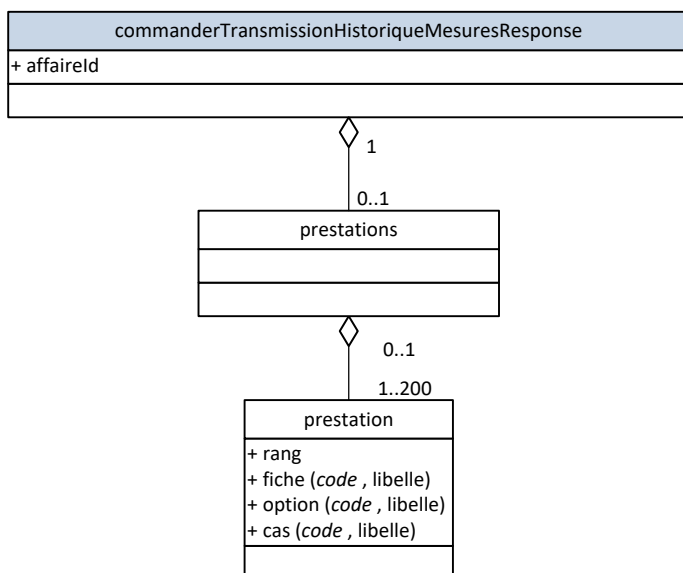 commanderTransmissionHistoriqueMesuresResponse
+ affaireId
1
0..1
prestations
0..1
1..200
prestation
+ rang
+ fiche (code , libelle)
+ option (code , libelle)
+ cas (code , libelle)